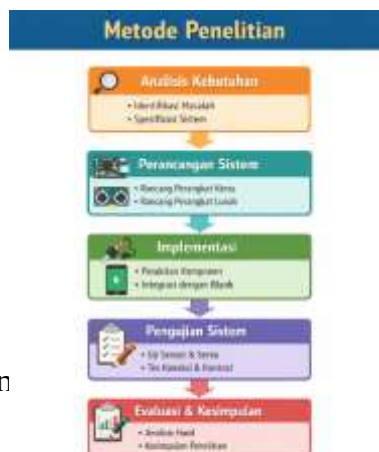 Metode Penelitian
Analisis Kebutuhan
• Identifikasi Masalah
• Spesifikasi Sistem
Perancangan Sistem
• Rancang Perangkat Keras
• Rancang Perangkat Lunak
Implementasi
• Perakitan Komponen
• Integrasi dengan Blynk
Pengujian Sistem
• Uji Sensor & Servo
• Tes Koneksi & Kontrol
n
Evaluasi & Kesimpulan
• Analisis Hasil
• Kesimpulan Penelitian